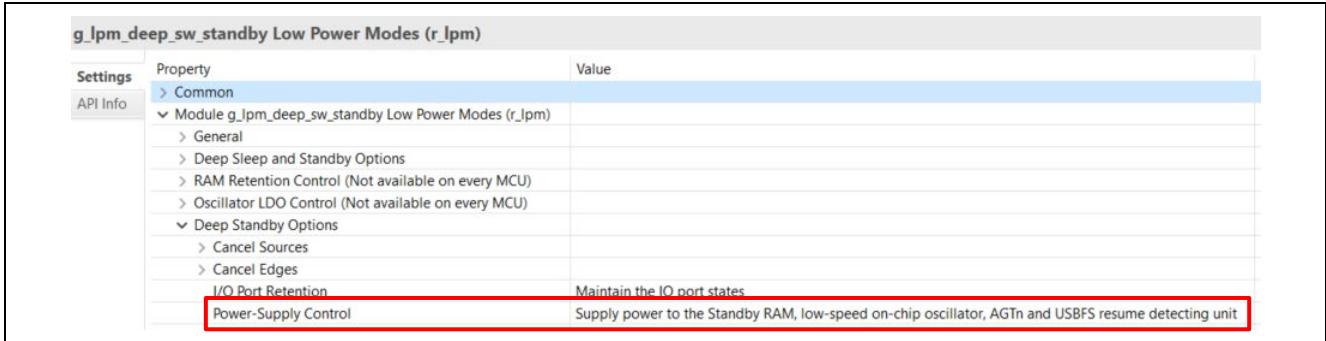 g_lpm_deep_sw_standby Low Power Modes (r_lpm)
Settings
API Info
Property Value
Common
Module g_lpm_deep_sw_standby Low Power Modes (r_lpm)
General
Deep Sleep and Standby Options
RAM Retention Control (Not available on every MCU)
Oscillator LDO Control (Not available on every MCU)
Deep Standby Options
Cancel Sources
Cancel Edges
I/O Port Retention Maintain the IO port states
Power-Supply Control Supply power to the Standby RAM, low-speed on-chip oscillator, AGTn and USBFS resume detecting unit